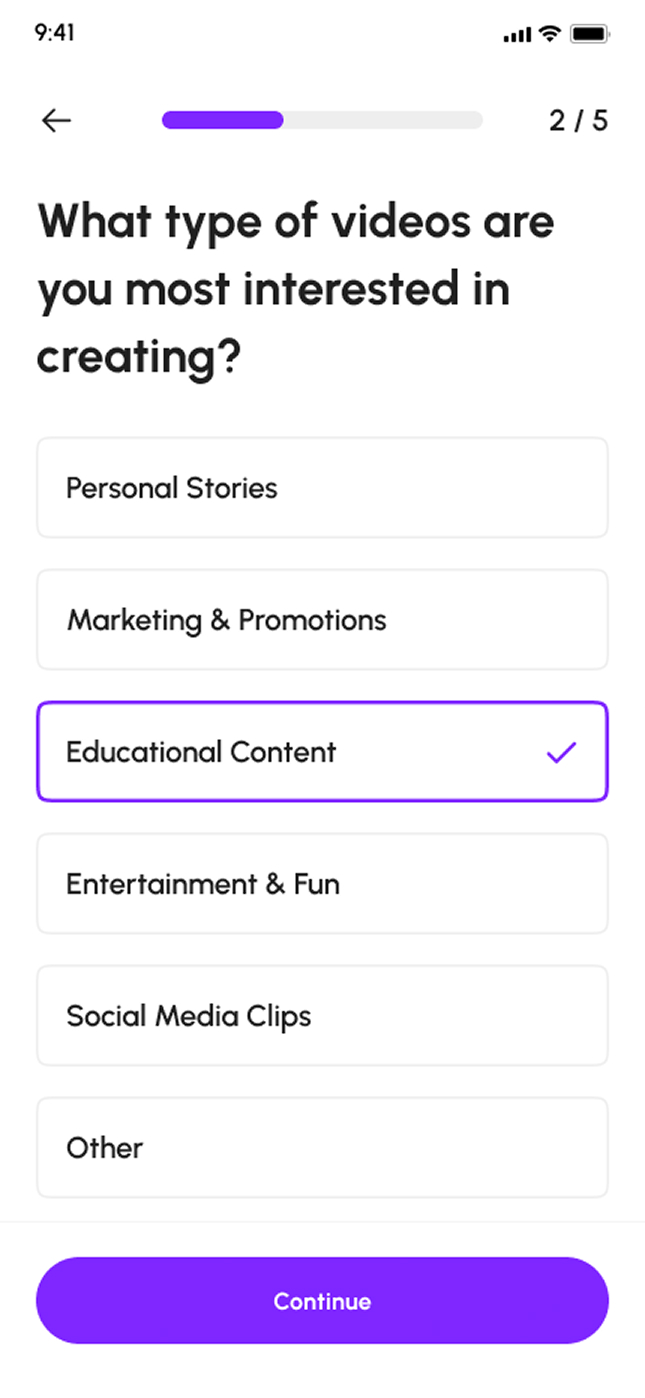 9:41
2 / 5
What type of videos are
you most interested in
creating?
Personal Stories
Marketing & Promotions
Educational Content
Entertainment & Fun
Social Media Clips
Other
Continue